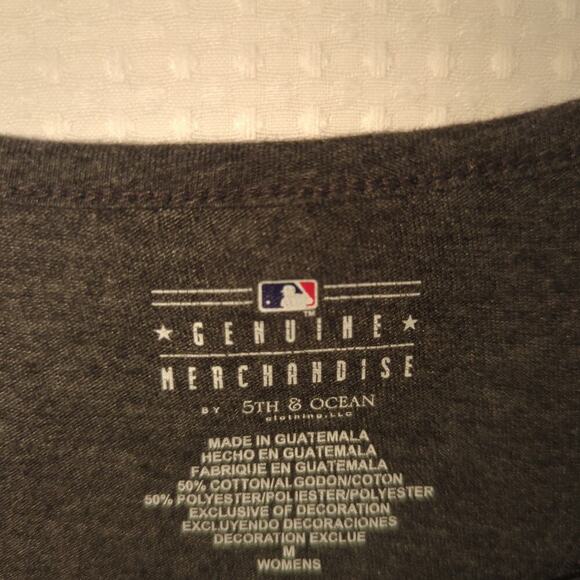 TM
★ GENUINE ★
MERCHANDISE
BY 5TH & OCEAN
clothing, LLC
MADE IN GUATEMALA
HECHO EN GUATEMALA
FABRIQUE EN GUATEMALA
50% COTTON/ALGODON/COTON
50% POLYESTER/POLIESTER/POLYESTER
EXCLUSIVE OF DECORATION
EXCLUYENDO DECORACIONES
DECORATION EXCLUE
M
WOMENS